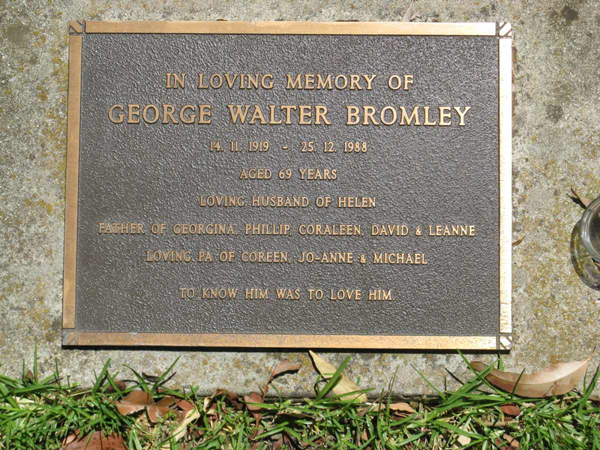 IN LOVING MEMORY OF
GEORGE WALTER BROMLEY
14. 11. 1919 - 25. 12. 1988
AGED 69 YEARS
LOVING HUSBAND OF HELEN
FATHER OF GEORGINA, PHILLIP, CORALEEN, DAVID & LEANNE
LOVING PA OF COREEN, JO-ANNE & MICHAEL
TO KNOW HIM WAS TO LOVE HIM.